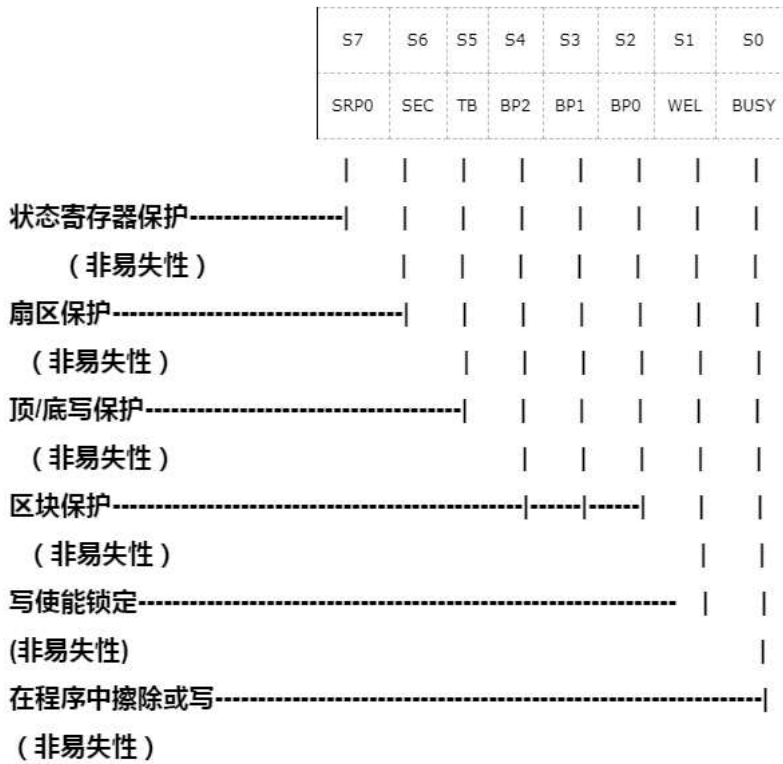 S7 S6 S5 S4 S3 S2 S1 S0
SRP0 SEC TB BP2 BP1 BP0 WEL BUSY
状态寄存器保护
（非易失性）
扇区保护
（非易失性）
顶/底写保护
（非易失性）
区块保护
（非易失性）
写使能锁定
(非易失性)
在程序中擦除或写
（非易失性）